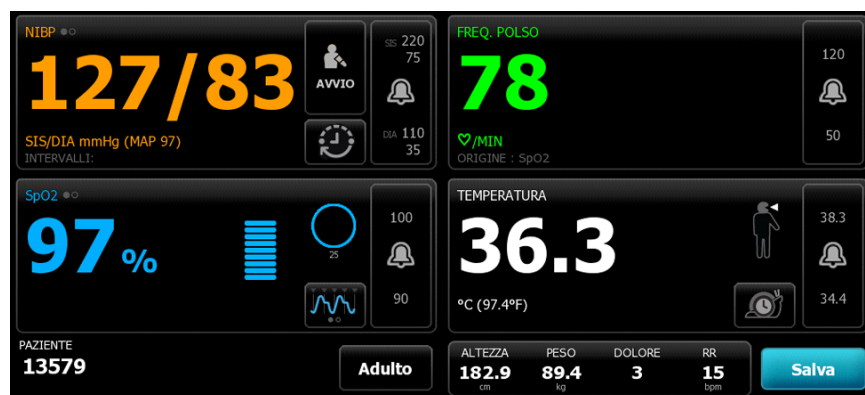 NIBP
127/83
SIS/DIA mmHg (MAP 97)
INTERVALLI:
AVVIO
SIS 220
75
DIA 110
35
FREQ. POLSO
78
/MIN
ORIGINE : SpO2
120
50
SpO2
97 %
25
100
90
TEMPERATURA
36.3
°C (97.4°F)
38.3
34.4
PAZIENTE
13579
Adulto
ALTEZZA PESO DOLORE RR
182.9 89.4 3 15
cm kg bpm
Salva